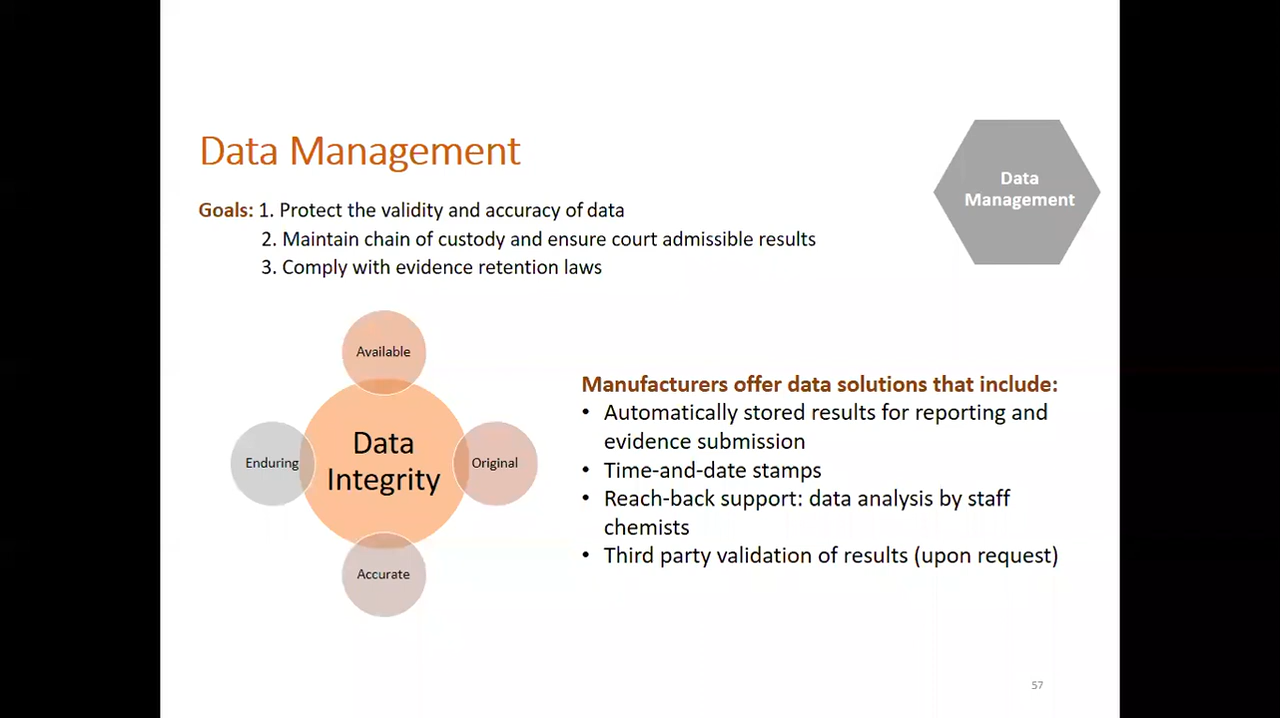 Data Management
Data
Management
Goals: 1. Protect the validity and accuracy of data
2. Maintain chain of custody and ensure court admissible results
3. Comply with evidence retention laws
Available
Enduring
Data
Integrity
Original
Accurate
Manufacturers offer data solutions that include:
• Automatically stored results for reporting and
evidence submission
• Time-and-date stamps
• Reach-back support: data analysis by staff
chemists
• Third party validation of results (upon request)
57